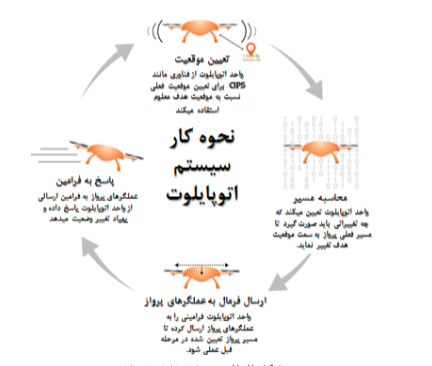 تعیین موقعیت
واحد اتوپایلوت از فناوری مانند
GPS برای تعیین موقعیت فعلی
نسبت به موقعیت هدف معلوم
استفاده میکند
نحوه کار
سیستم
اتوپایلوت
محاسبه مسیر
واحد اتوپایلوت تعیین میکند که
چه تغییراتی باید صورت گیرد تا
مسیر فعلی پرواز به سمت موقعیت
هدف تغییر نماید.
ارسال فرمال به عملگرهای پرواز
واحد اتوپایلوت فرامینی را به
عملگرهای پرواز ارسال کرده تا
مسیر پرواز تعیین شده در مرحله
قبل عملی شود.
پاسخ به فرامین
عملگرهای پرواز به فرامین ارسالی
از واحد اتوپایلوت پاسخ داده و
پهپاد تغییر وضعیت میدهد